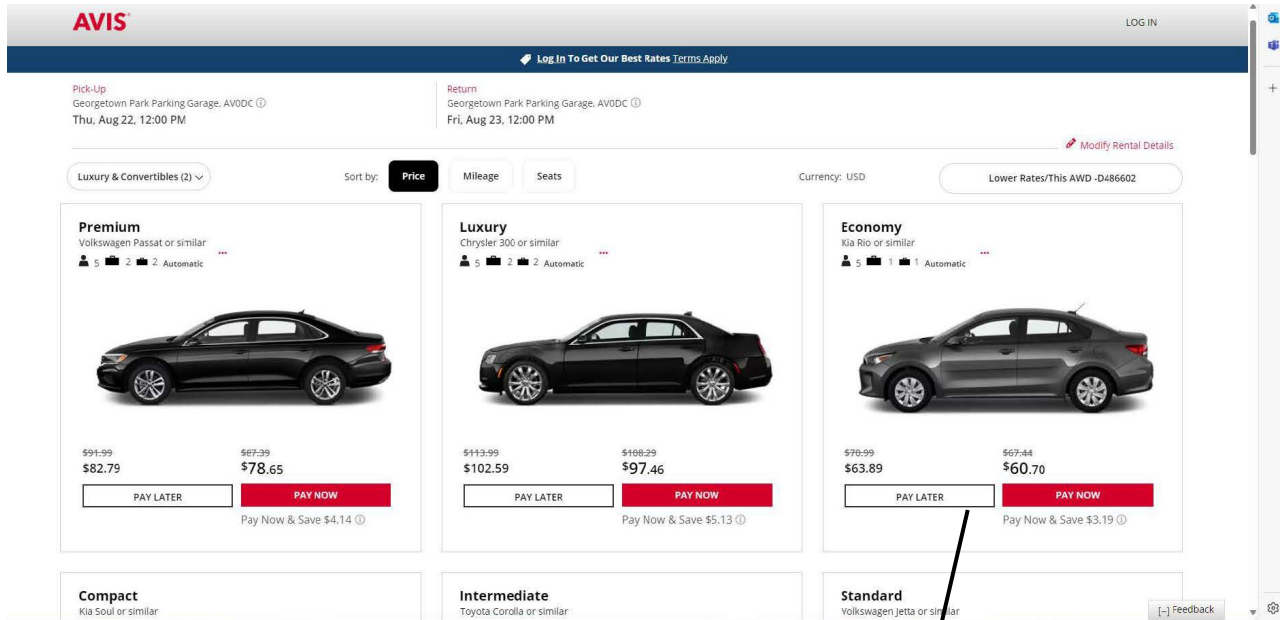 AVIS
LOG IN
Log In To Get Our Best Rates Terms Apply
Pick-Up
Georgetown Park Parking Garage, AV0DC
Thu, Aug 22, 12:00 PM
Return
Georgetown Park Parking Garage, AV0DC
Fri, Aug 23, 12:00 PM
Modify Rental Details
Luxury & Convertibles (2)
Sort by: Price Mileage Seats
Currency: USD
Lower Rates/This AWD -D486602
Premium
Volkswagen Passat or similar
5 2 2 Automatic
$91.99 $87.39
$82.79 $78.65
PAY LATER PAY NOW
Pay Now & Save $4.14
Luxury
Chrysler 300 or similar
5 2 2 Automatic
$113.99 $108.29
$102.59 $97.46
PAY LATER PAY NOW
Pay Now & Save $5.13
Economy
Kia Rio or similar
5 1 1 Automatic
$70.99 $67.44
$63.89 $60.70
PAY LATER PAY NOW
Pay Now & Save $3.19
Compact
Kia Soul or similar
Intermediate
Toyota Corolla or similar
Standard
Volkswagen Jetta or similar
[-] Feedback